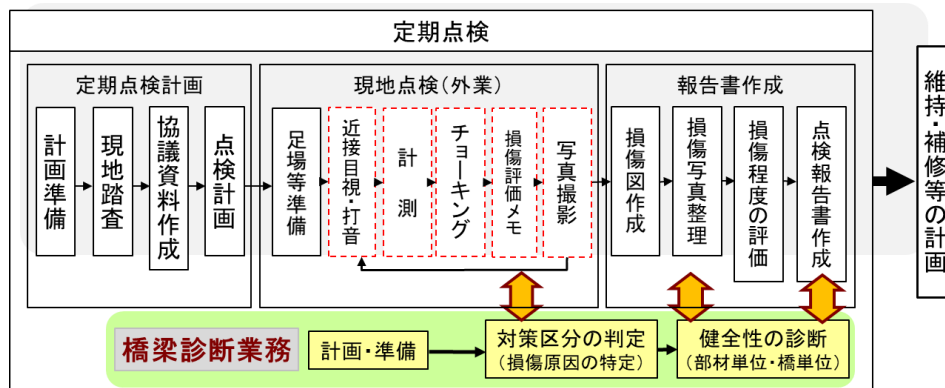 定期点検
定期点検計画
現地点検(外業)
報告書作成
計画準備
現地踏査
協議資料作成
点検計画
足場等準備
近接目視・打音
計測
チョーキング
損傷評価メモ
写真撮影
損傷図作成
損傷写真整理
損傷程度の評価
点検報告書作成
維持・補修等の計画
橋梁診断業務
計画・準備
対策区分の判定
(損傷原因の特定)
健全性の診断
(部材単位・橋単位)